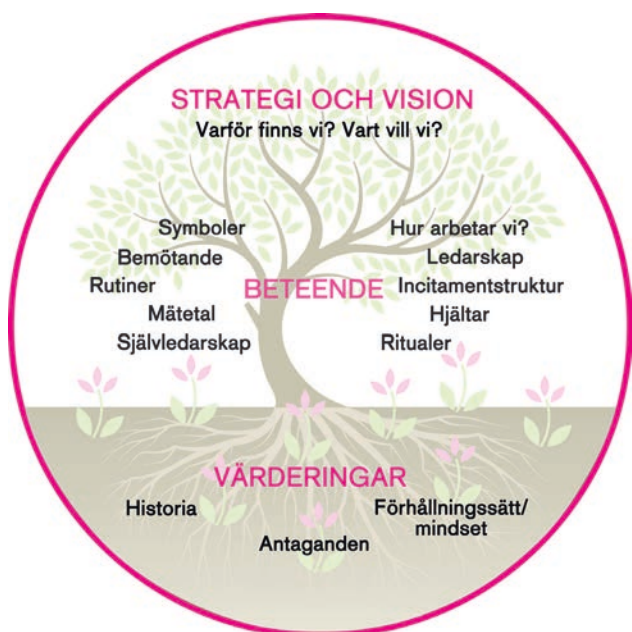 STRATEGI OCH VISION
Varför finns vi? Vart vill vi?
Symboler
Bemötande
Rutiner
Mätetal
Självledarskap
BETEENDE
Hur arbetar vi?
Ledarskap
Incitamentstruktur
Hjältar
Ritualer
VÄRDERINGAR
Historia
Antaganden
Förhållningssätt/
mindset